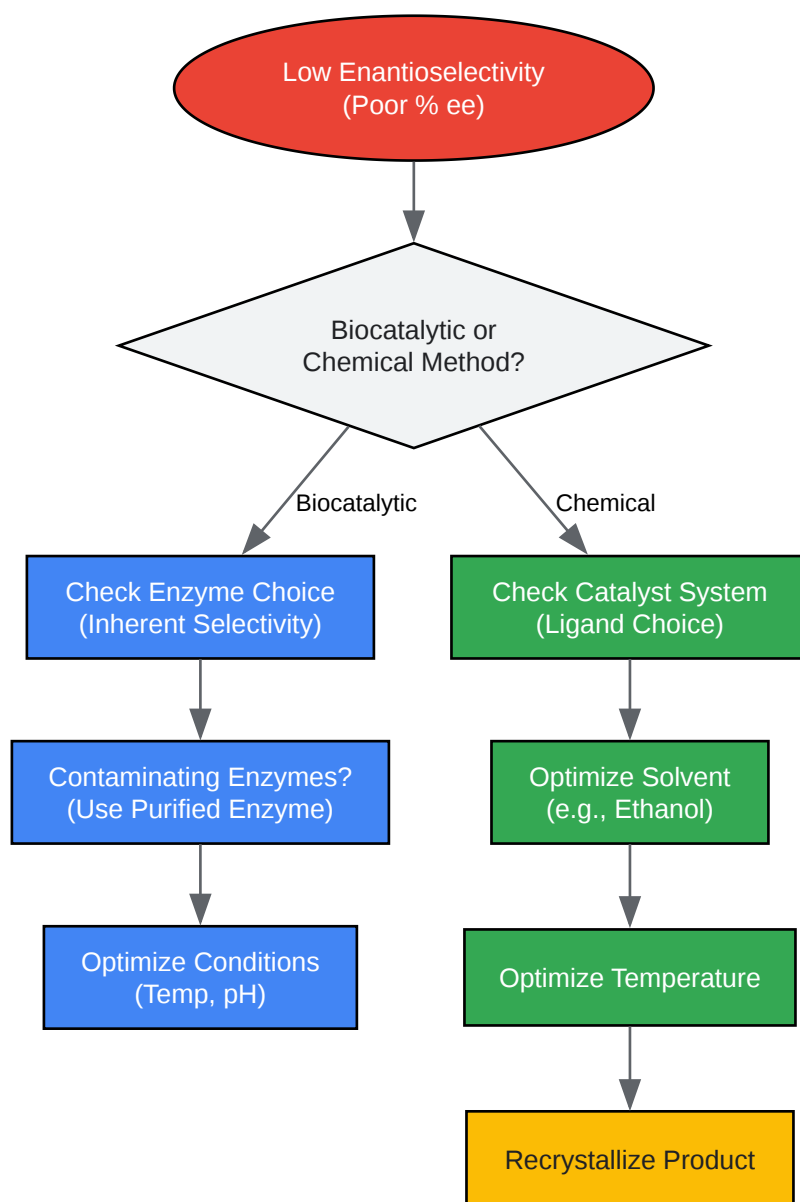 Low Enantioselectivity
(Poor % ee)
Biocatalytic or
Chemical Method?
Biocatalytic
Chemical
Check Enzyme Choice
(Inherent Selectivity)
Check Catalyst System
(Ligand Choice)
Contaminating Enzymes?
(Use Purified Enzyme)
Optimize Solvent
(e.g., Ethanol)
Optimize Conditions
(Temp, pH)
Optimize Temperature
Recrystallize Product